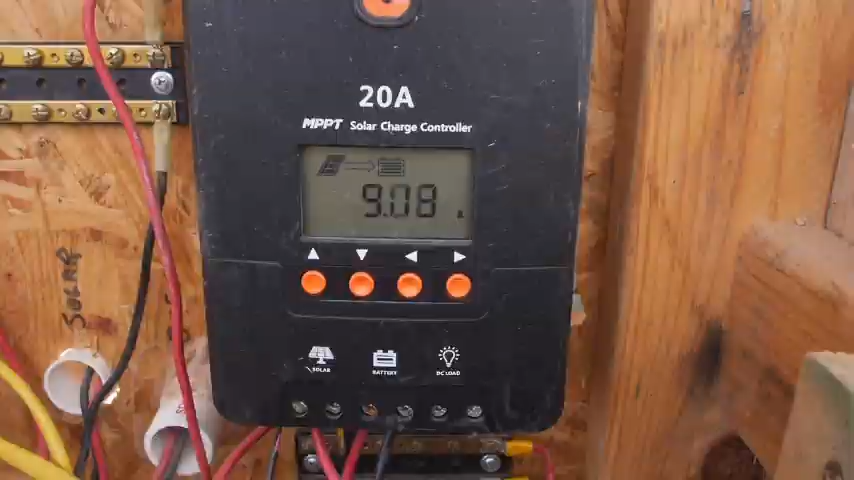 20A
MPPT Solar Charge Controller
9.08
SOLAR
SOLAR
BATTERY
DC LOAD